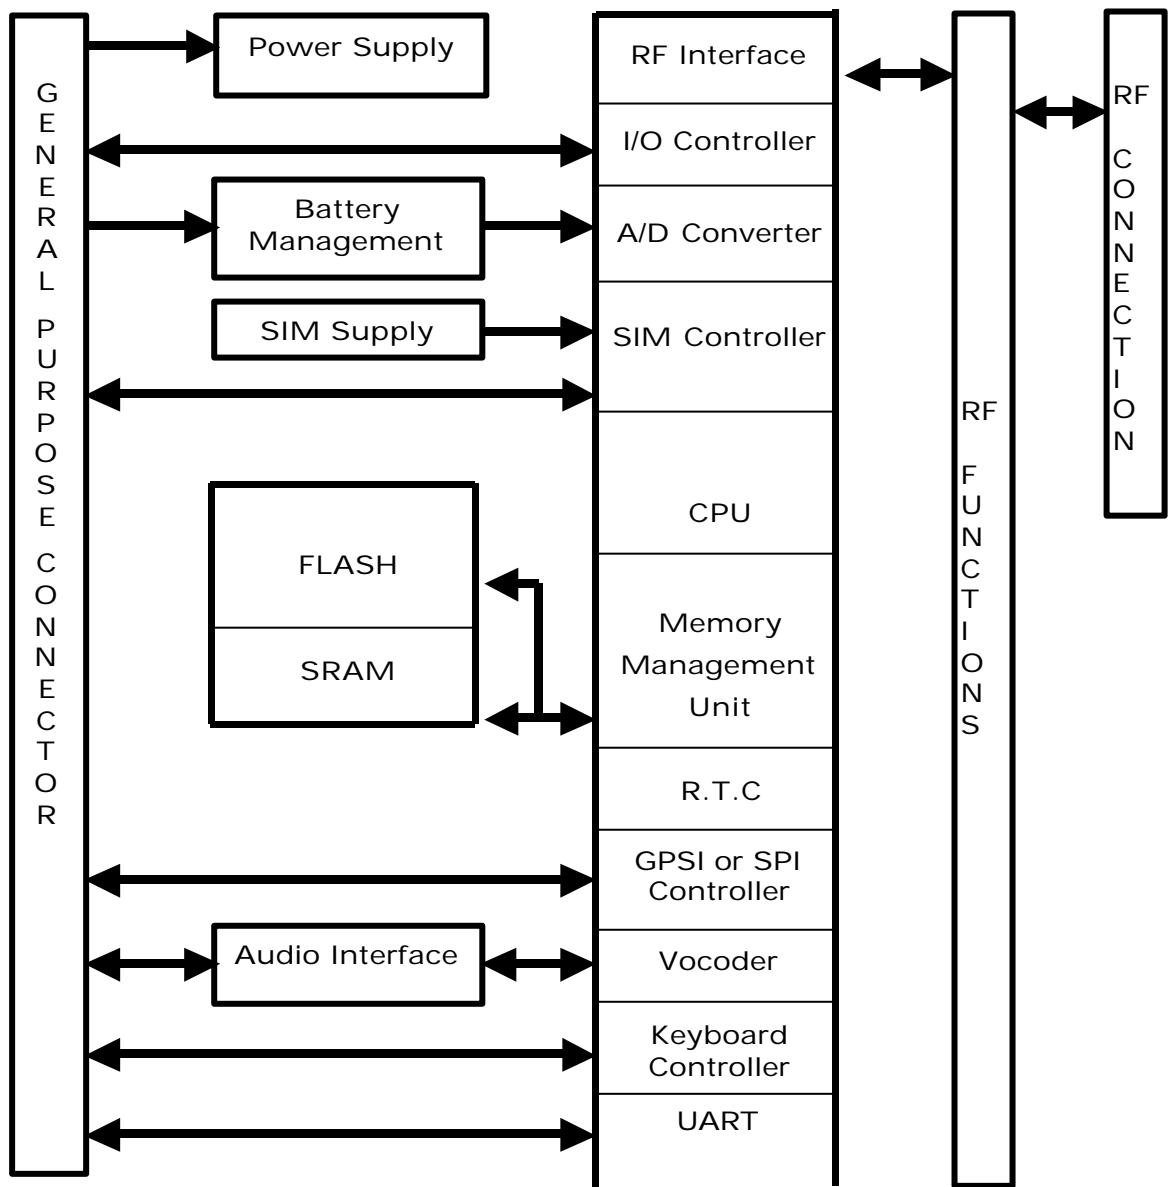 GENERAL PURPOSE CONNECTOR
Power Supply
Battery
Management
SIM Supply
FLASH
SRAM
Audio Interface
RF Interface
I/O Controller
A/D Converter
SIM Controller
CPU
Memory
Management
Unit
R.T.C
GPSI or SPI
Controller
Vocoder
Keyboard
Controller
UART
RF FUNCTIONS
RF CONNECTION